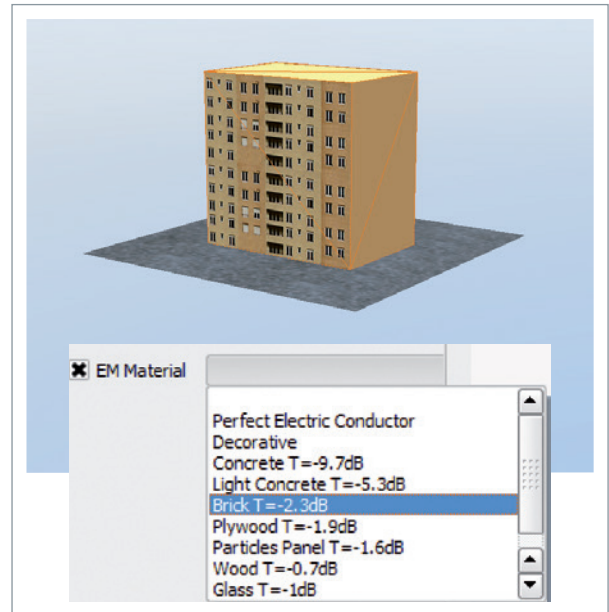 EM Material
Perfect Electric Conductor
Decorative
Concrete T=-9.7dB
Light Concrete T=-5.3dB
Brick T=-2.3dB
Plywood T=-1.9dB
Particles Panel T=-1.6dB
Wood T=-0.7dB
Glass T=-1dB